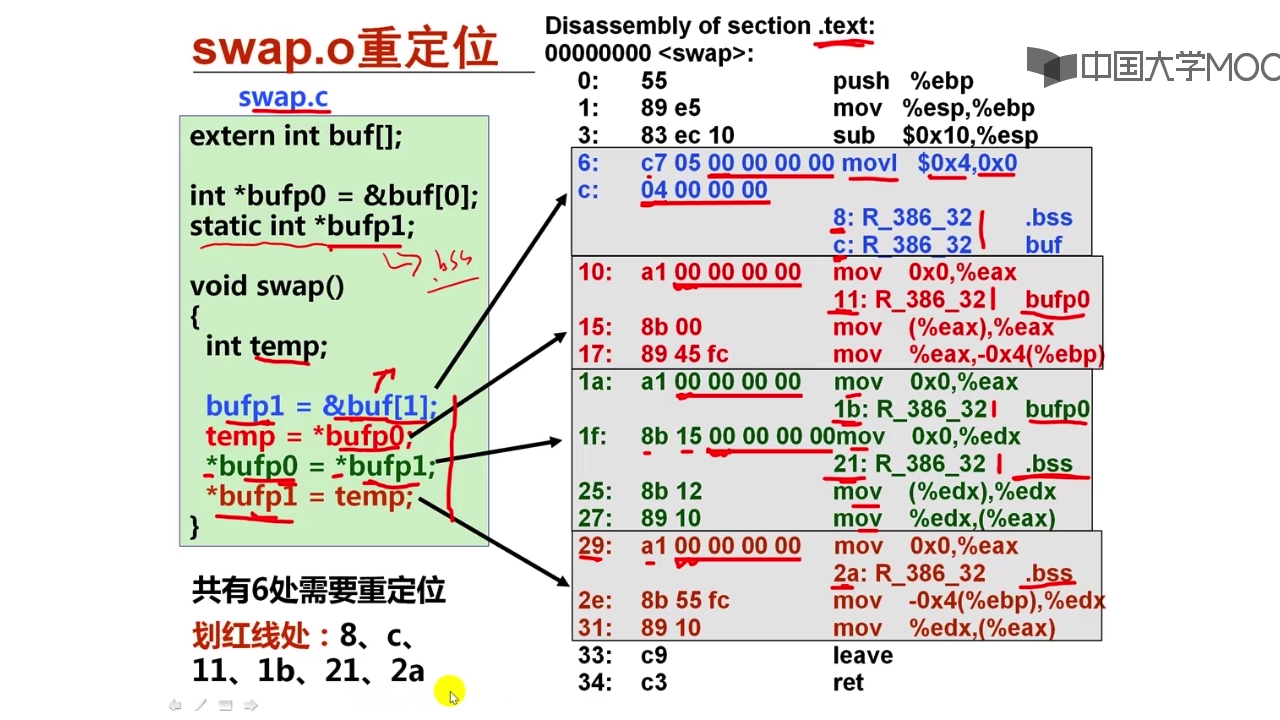 swap.o重定位
swap.c
extern int buf[];
int *bufp0 = &buf[0];
static int *bufp1;
.bss
void swap()
{
int temp;
bufp1 = &buf[1];
temp = *bufp0;
*bufp0 = *bufp1;
*bufp1 = temp;
}
共有6处需要重定位
划红线处：8、c、
11、1b、21、2a
Disassembly of section .text:
00000000 <swap>:
0: 55 push %ebp
1: 89 e5 mov %esp,%ebp
3: 83 ec 10 sub $0x10,%esp
6: c7 05 00 00 00 00 movl $0x4,0x0
c: 04 00 00 00
8: R_386_32 .bss
c: R_386_32 buf
10: a1 00 00 00 00 mov 0x0,%eax
11: R_386_32 bufp0
15: 8b 00 mov (%eax),%eax
17: 89 45 fc mov %eax,-0x4(%ebp)
1a: a1 00 00 00 00 mov 0x0,%eax
1b: R_386_32 bufp0
1f: 8b 15 00 00 00 00 mov 0x0,%edx
21: R_386_32 .bss
25: 8b 12 mov (%edx),%edx
27: 89 10 mov %edx,(%eax)
29: a1 00 00 00 00 mov 0x0,%eax
2a: R_386_32 .bss
2e: 8b 55 fc mov -0x4(%ebp),%edx
31: 89 10 mov %edx,(%eax)
33: c9 leave
34: c3 ret
中国大学MOO